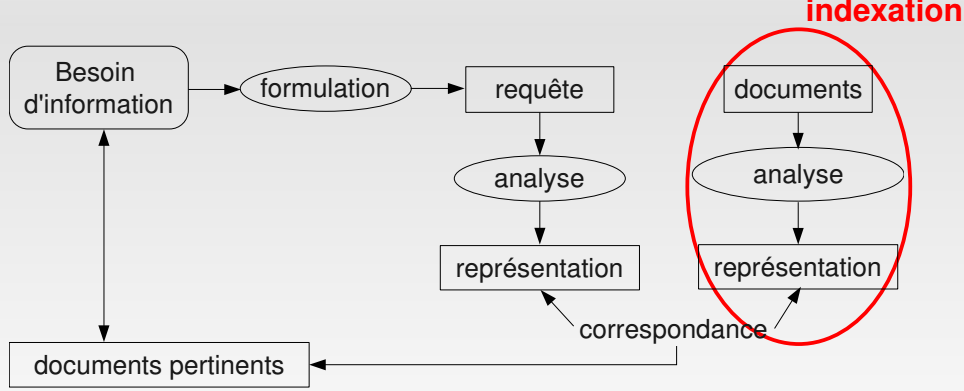 indexation
Besoin
d'information
formulation
requête
documents
analyse
analyse
représentation
représentation
correspondance
documents pertinents